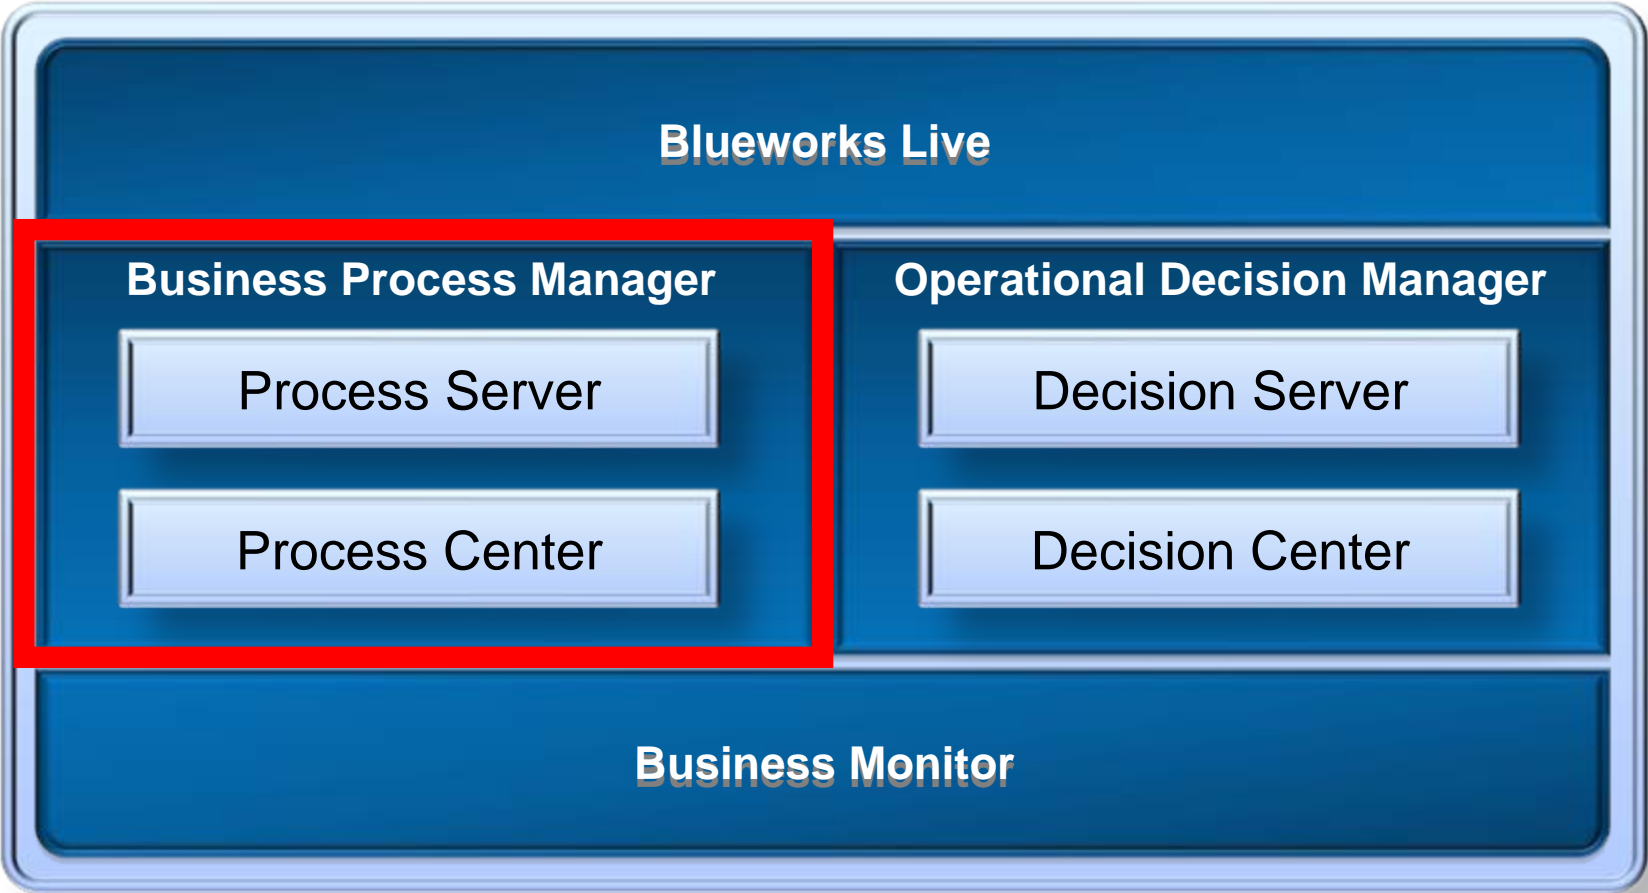 Blueworks Live
Business Process Manager
Process Server
Process Center
Operational Decision Manager
Decision Server
Decision Center
Business Monitor